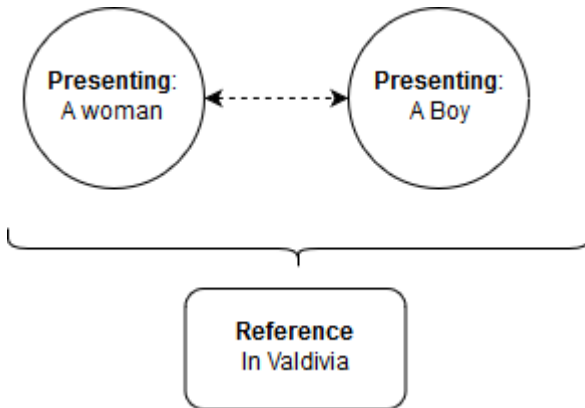 Presenting:
A woman
Presenting:
A Boy
Reference
In Valdivia